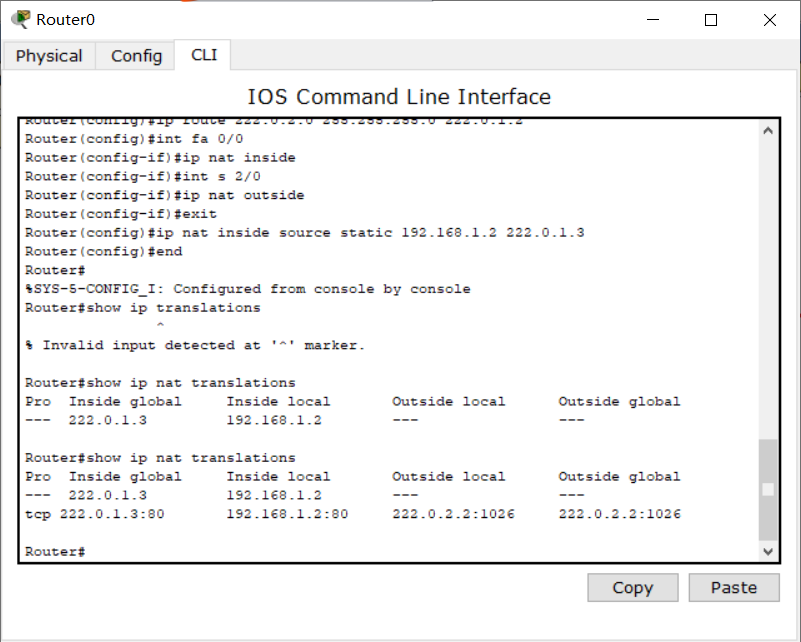 Router0
Physical Config CLI
IOS Command Line Interface
Router(config)#ip route 222.0.2.0 255.255.255.0 222.0.1.2
Router(config)#int fa 0/0
Router(config-if)#ip nat inside
Router(config-if)#int s 2/0
Router(config-if)#ip nat outside
Router(config-if)#exit
Router(config)#ip nat inside source static 192.168.1.2 222.0.1.3
Router(config)#end
Router#
%SYS-5-CONFIG_I: Configured from console by console
Router#show ip translations
^
% Invalid input detected at '^' marker.
Router#show ip nat translations
Pro Inside global Inside local Outside local Outside global
--- 222.0.1.3 192.168.1.2 --- ---
Router#show ip nat translations
Pro Inside global Inside local Outside local Outside global
--- 222.0.1.3 192.168.1.2 --- ---
tcp 222.0.1.3:80 192.168.1.2:80 222.0.2.2:1026 222.0.2.2:1026
Router#
Copy Paste